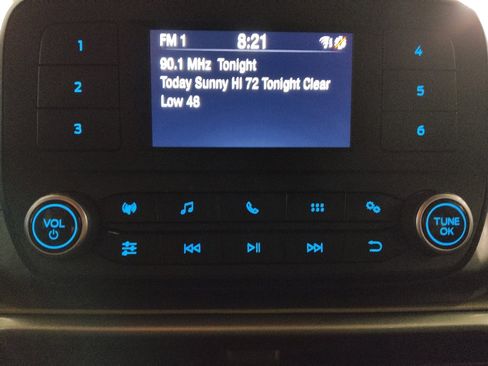 FM 1 8:21
90.1 MHz Tonight
Today Sunny Hi 72 Tonight Clear
Low 48
1
2
3
4
5
6
VOL
TUNE
OK